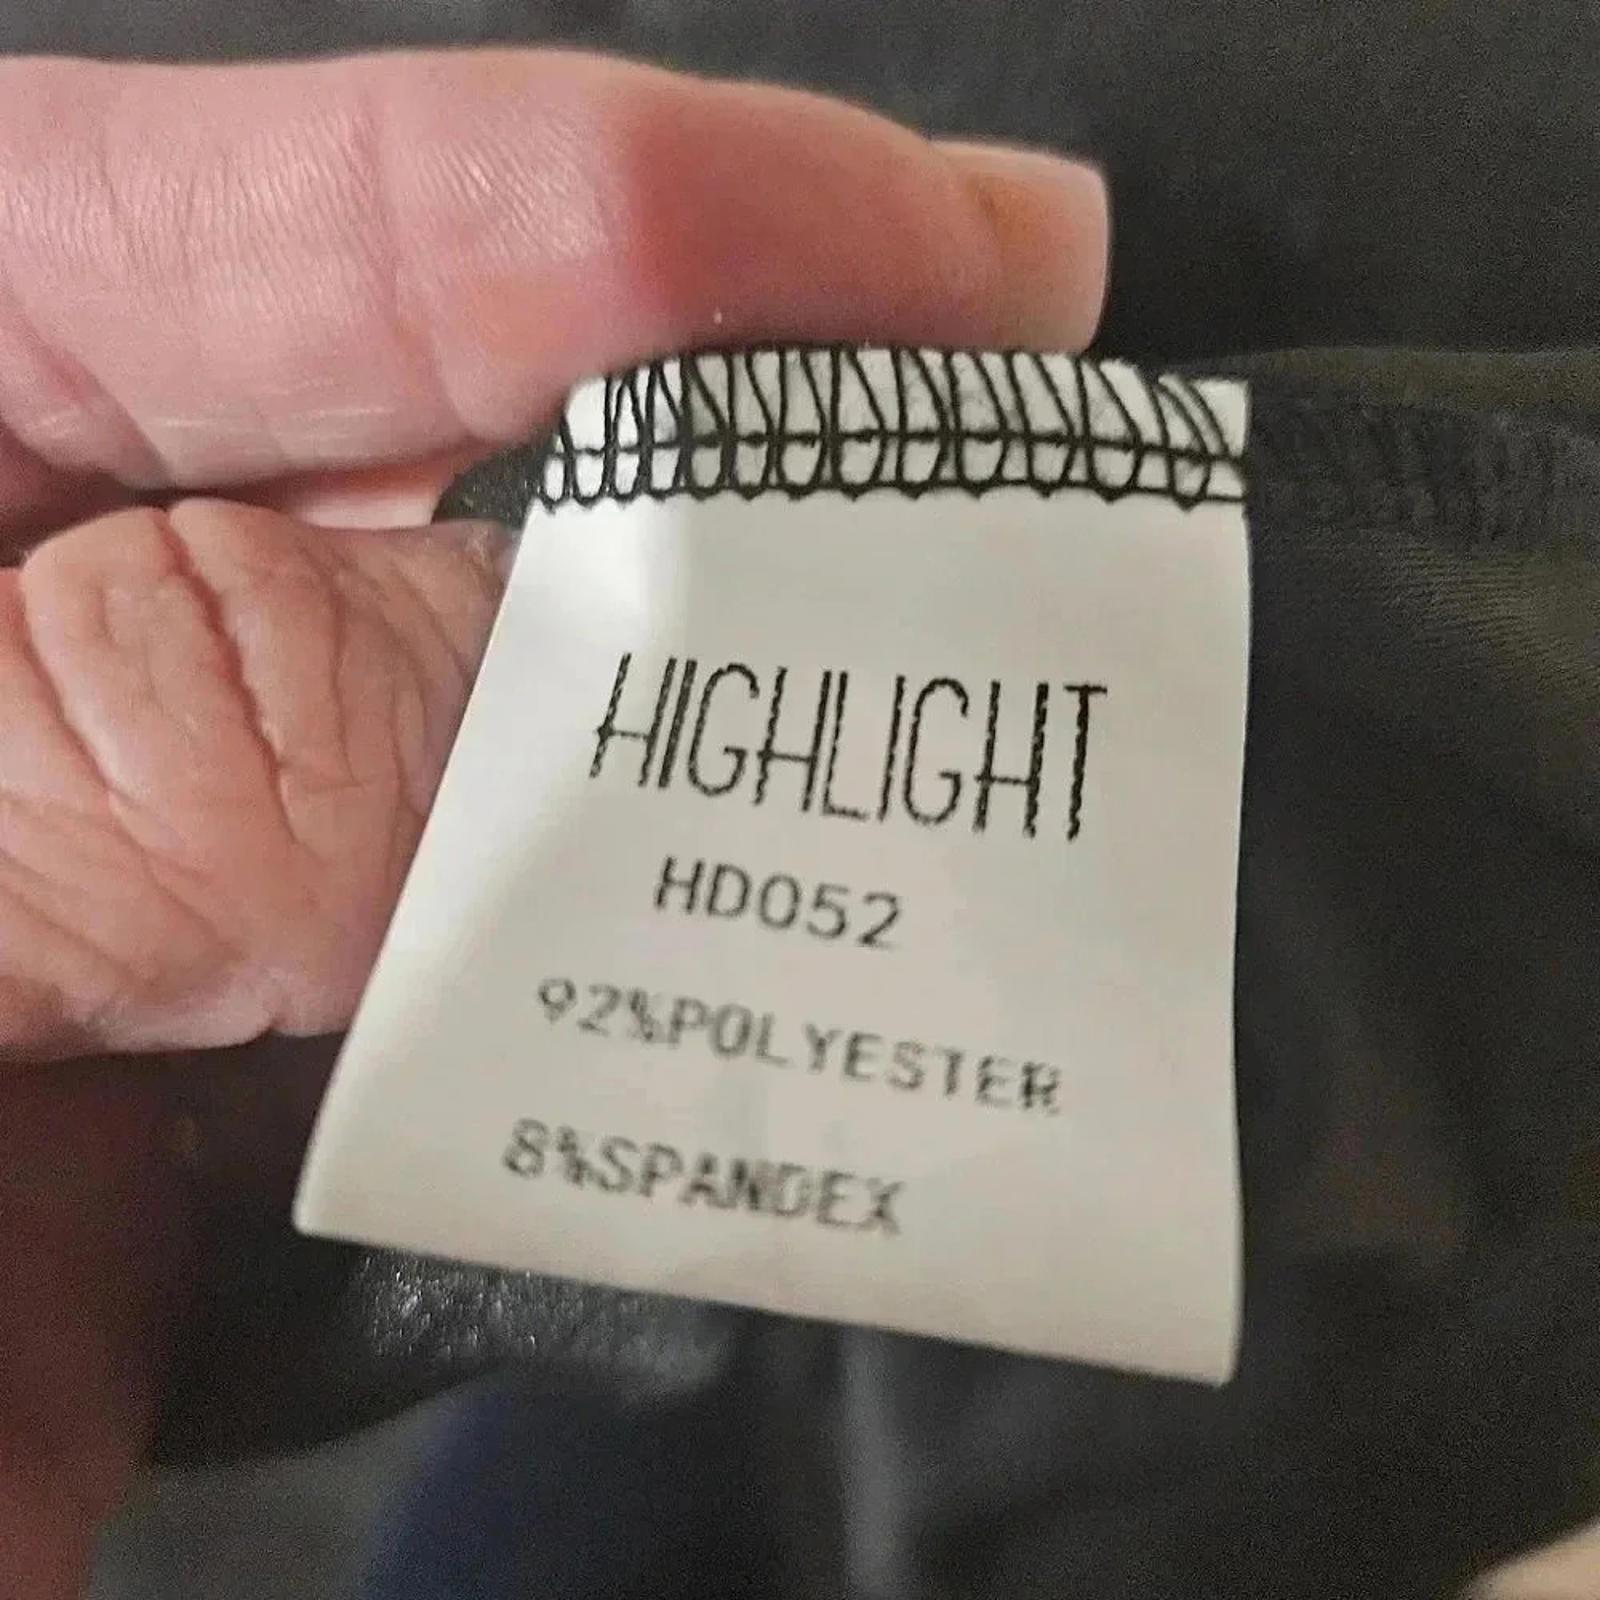 HIGHLIGHT
HD052
92%POLYESTER
8%SPANDEX